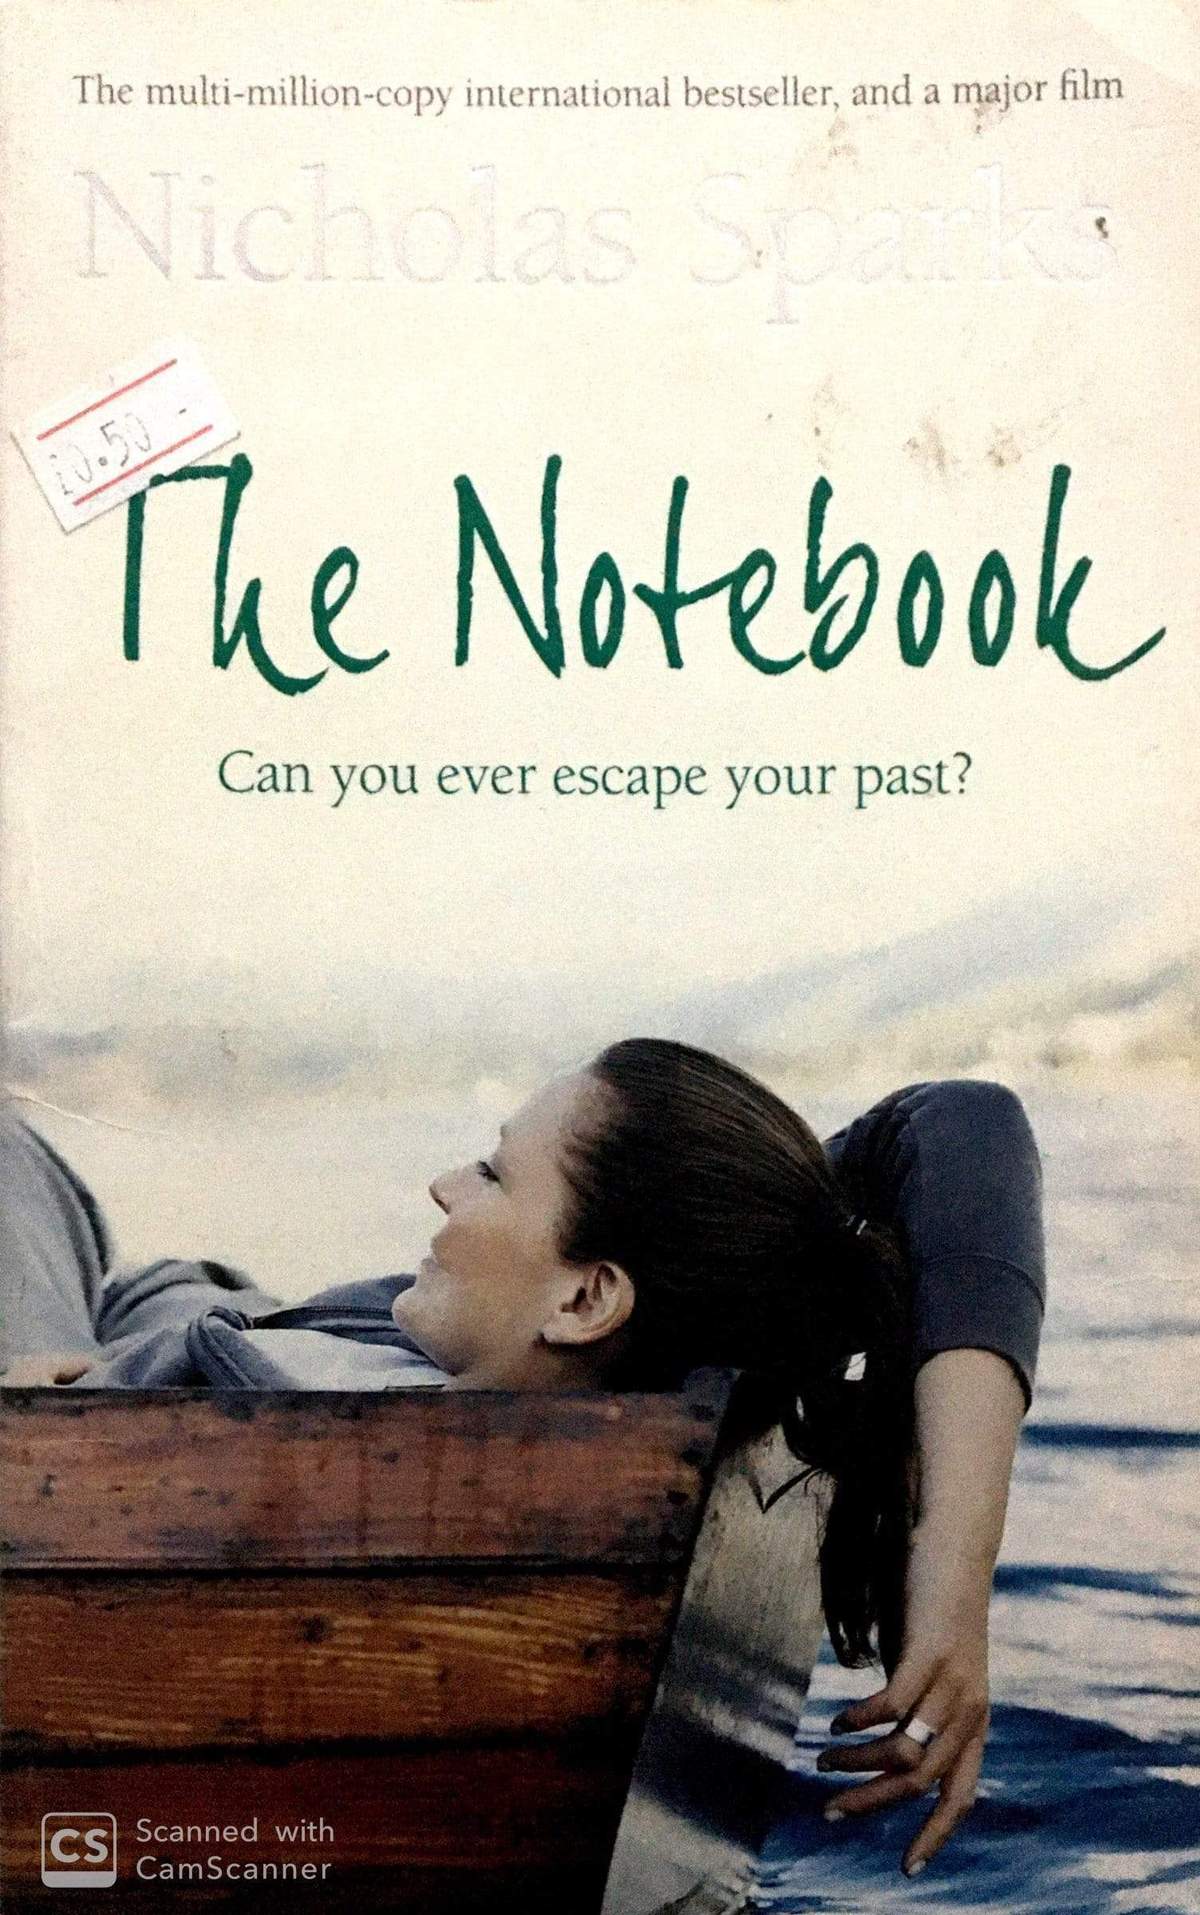 The multi-million-copy international bestseller, and a major film
Nicholas Sparks
10.50 -
The Notebook
Can you ever escape your past?
CS
Scanned with
CamScanner